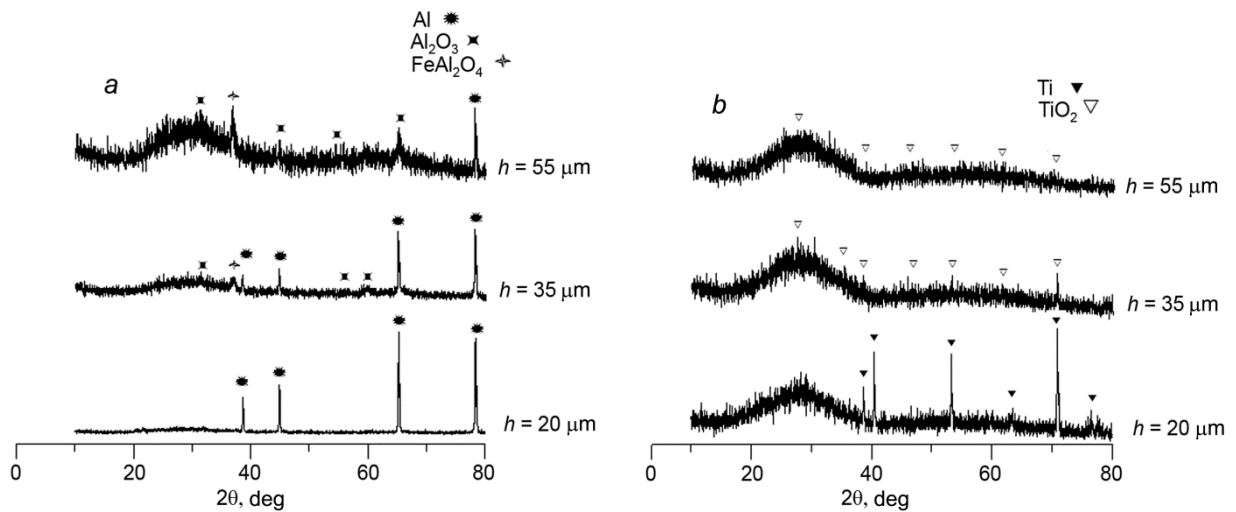 Al
Al₂O₃
FeAl₂O₄
a
h = 55 μm
h = 35 μm
h = 20 μm
0 20 40 60 80
2θ, deg
Ti
TiO₂
b
h = 55 μm
h = 35 μm
h = 20 μm
0 20 40 60 80
2θ, deg